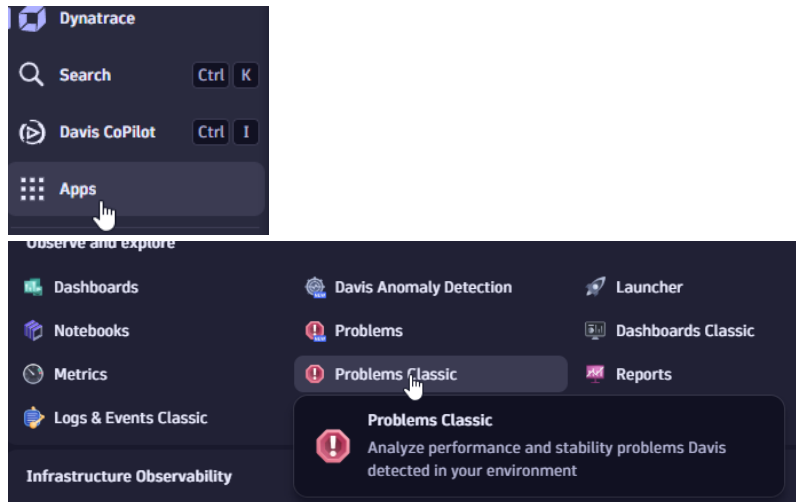 Dynatrace
Search Ctrl K
Davis CoPilot Ctrl I
Apps
Observe and explore
Dashboards Davis Anomaly Detection Launcher
Notebooks Problems Dashboards Classic
Metrics Problems Classic Reports
Logs & Events Classic
Problems Classic
Analyze performance and stability problems Davis
detected in your environment
Infrastructure Observability